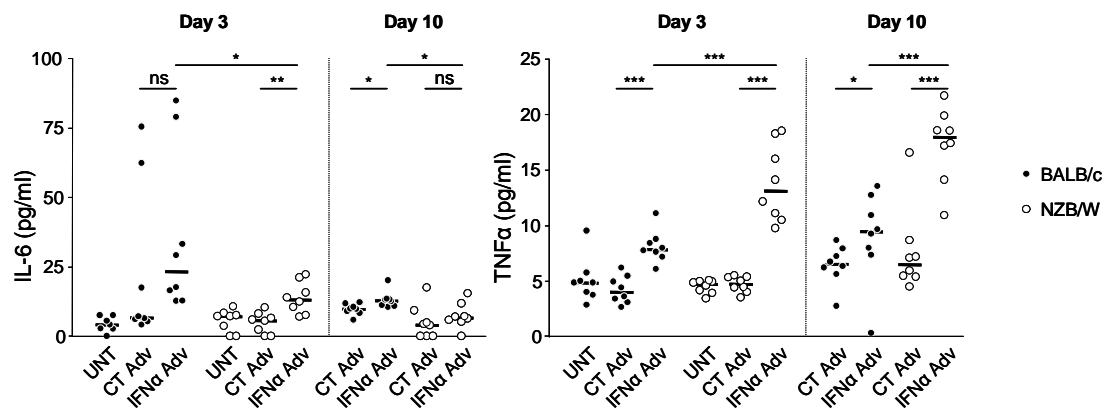 Day 3 Day 10
100
75
50
25
0
IL-6 (pg/ml)
ns * ** * * ns
UNT CT Adv IFNα Adv UNT CT Adv IFNα Adv CT Adv IFNα Adv CT Adv IFNα Adv
Day 3 Day 10
25
20
15
10
5
0
TNFα (pg/ml)
*** *** *** * *** ***
UNT CT Adv IFNα Adv UNT CT Adv IFNα Adv CT Adv IFNα Adv CT Adv IFNα Adv
BALB/c
NZB/W